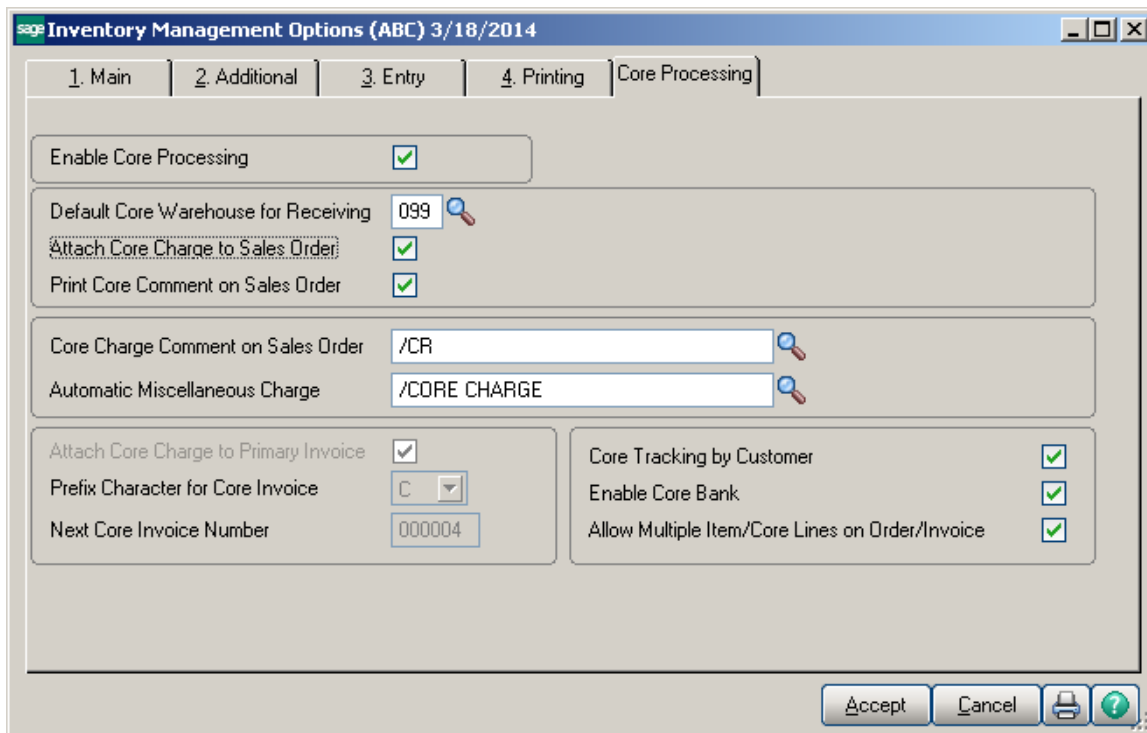 sage Inventory Management Options (ABC) 3/18/2014
1. Main 2. Additional 3. Entry 4. Printing Core Processing
Enable Core Processing
Default Core Warehouse for Receiving 099
Attach Core Charge to Sales Order
Print Core Comment on Sales Order
Core Charge Comment on Sales Order /CR
Automatic Miscellaneous Charge /CORE CHARGE
Attach Core Charge to Primary Invoice
Prefix Character for Core Invoice C
Next Core Invoice Number 000004
Core Tracking by Customer
Enable Core Bank
Allow Multiple Item/Core Lines on Order/Invoice
Accept Cancel ?